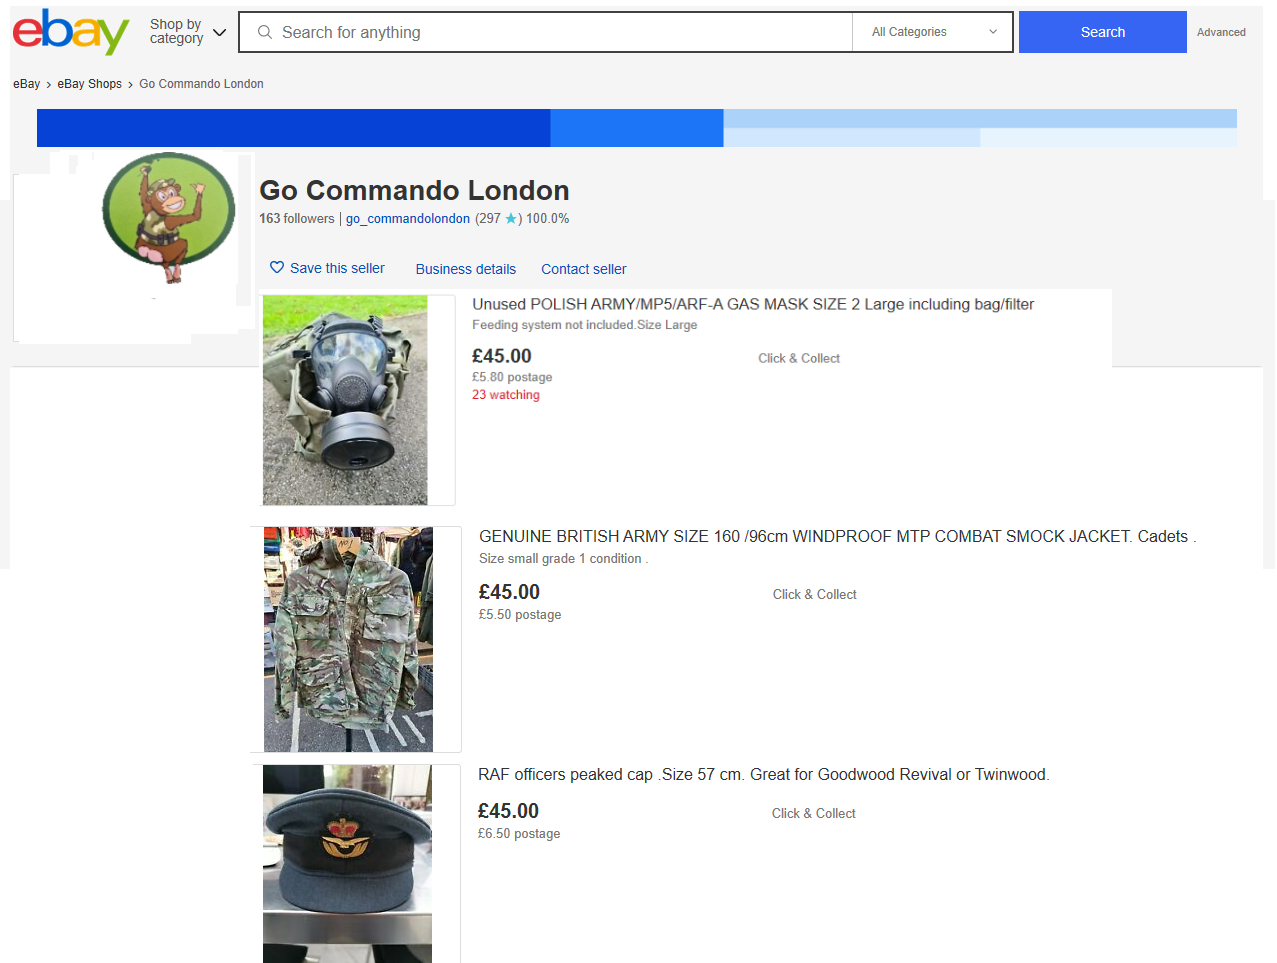 ebay
Shop by
category
Search for anything
All Categories
Search
Advanced
eBay > eBay Shops > Go Commando London
Go Commando London
163 followers | go_commandolondon (297 ★) 100.0%
Save this seller
Business details
Contact seller
Unused POLISH ARMY/MP5/ARF-A GAS MASK SIZE 2 Large including bag/filter
Feeding system not included.Size Large
£45.00
Click & Collect
£5.80 postage
23 watching
No1
GENUINE BRITISH ARMY SIZE 160 /96cm WINDPROOF MTP COMBAT SMOCK JACKET. Cadets .
Size small grade 1 condition .
£45.00
Click & Collect
£5.50 postage
RAF officers peaked cap .Size 57 cm. Great for Goodwood Revival or Twinwood.
£45.00
Click & Collect
£6.50 postage